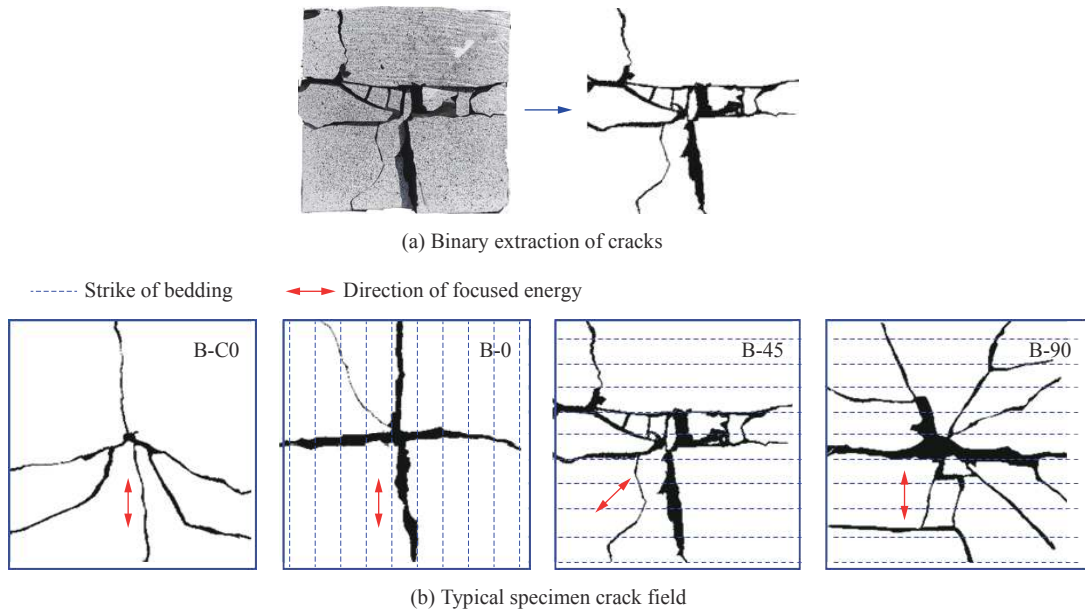 (a) Binary extraction of cracks
Strike of bedding
Direction of focused energy
B-C0
B-0
B-45
B-90
(b) Typical specimen crack field